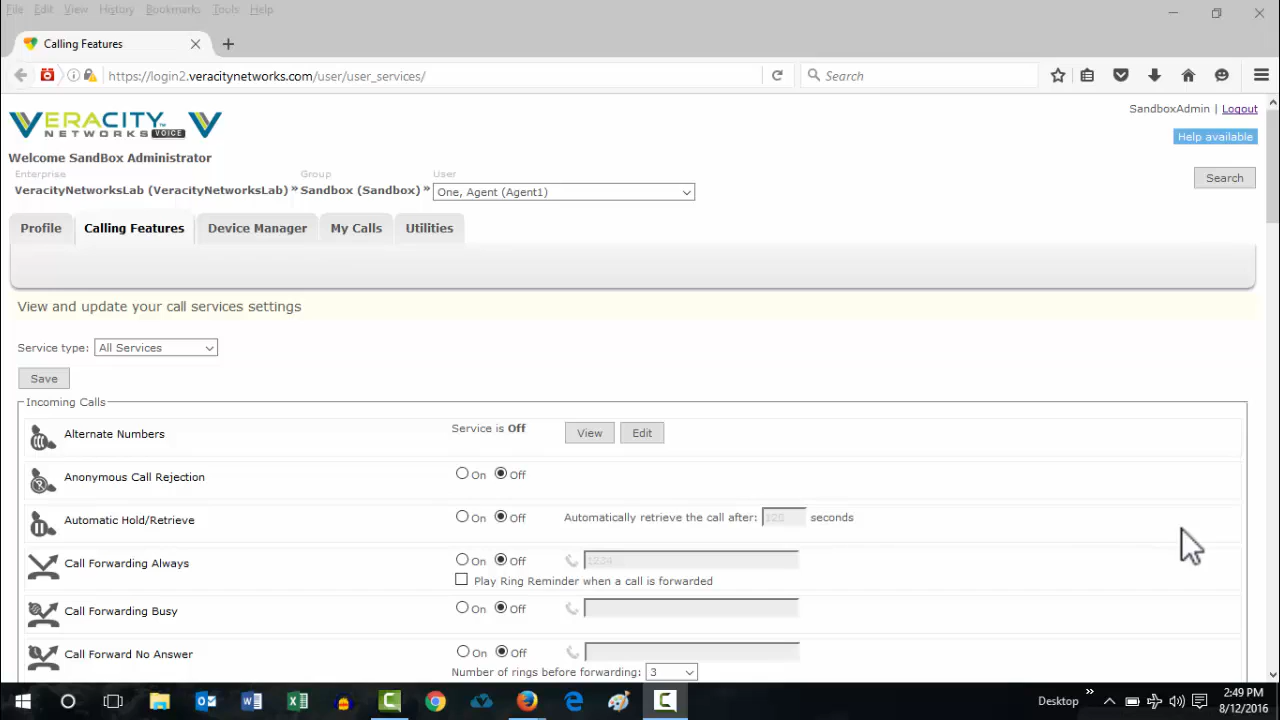 File Edit View History Bookmarks Tools Help
Calling Features
https://login2.veracitynetworks.com/user/user_services/
Search
SandboxAdmin | Logout
VERACITY
NETWORKS VOICE
Help available
Welcome SandBox Administrator
Enterprise Group User
VeracityNetworksLab (VeracityNetworksLab) » Sandbox (Sandbox) » One, Agent (Agent1)
Search
Profile Calling Features Device Manager My Calls Utilities
View and update your call services settings
Service type: All Services
Save
Incoming Calls
Alternate Numbers Service is Off View Edit
Anonymous Call Rejection On Off
Automatic Hold/Retrieve On Off Automatically retrieve the call after: 120 seconds
Call Forwarding Always On Off 1234
Play Ring Reminder when a call is forwarded
Call Forwarding Busy On Off
Call Forward No Answer On Off
Number of rings before forwarding: 3
Desktop
2:49 PM
8/12/2016